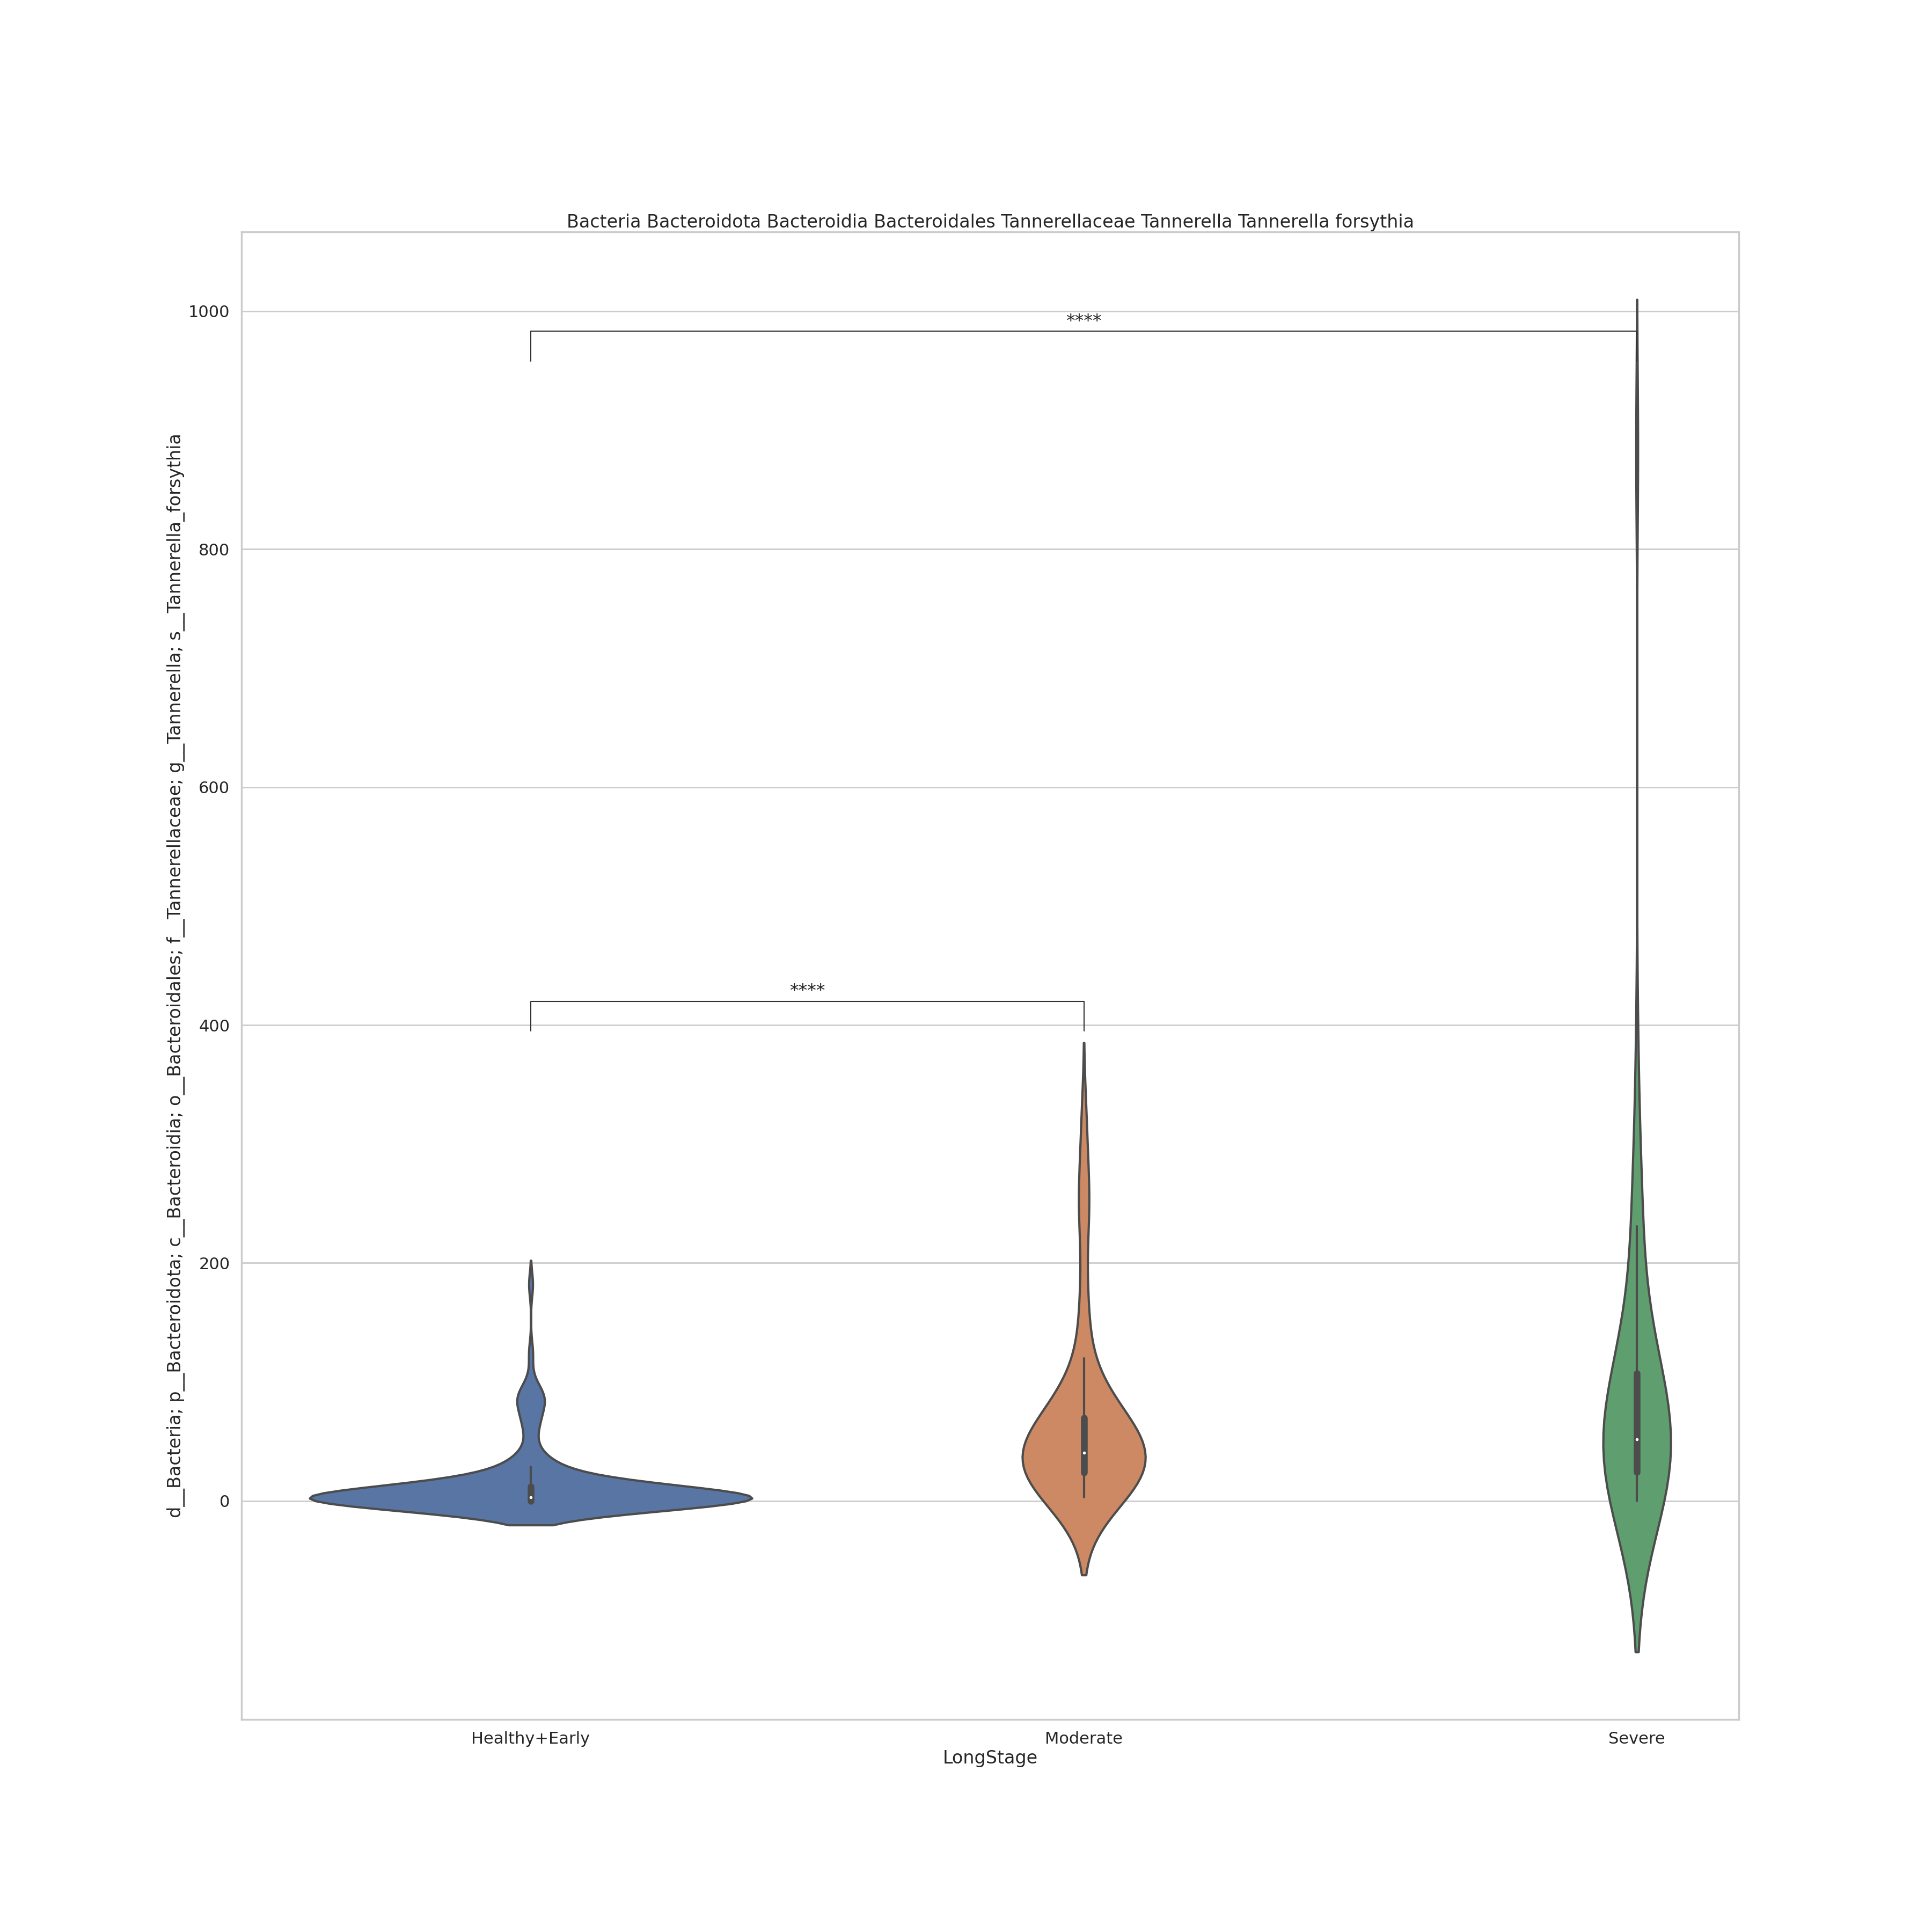 Bacteria Bacteroidota Bacteroidia Bacteroidales Tannerellaceae Tannerella Tannerella forsythia
d__Bacteria; p__Bacteroidota; c__Bacteroidia; o__Bacteroidales; f__Tannerellaceae; g__Tannerella; s__Tannerella_forsythia
1000
800
600
400
200
0
****
****
Healthy+Early
Moderate
Severe
LongStage